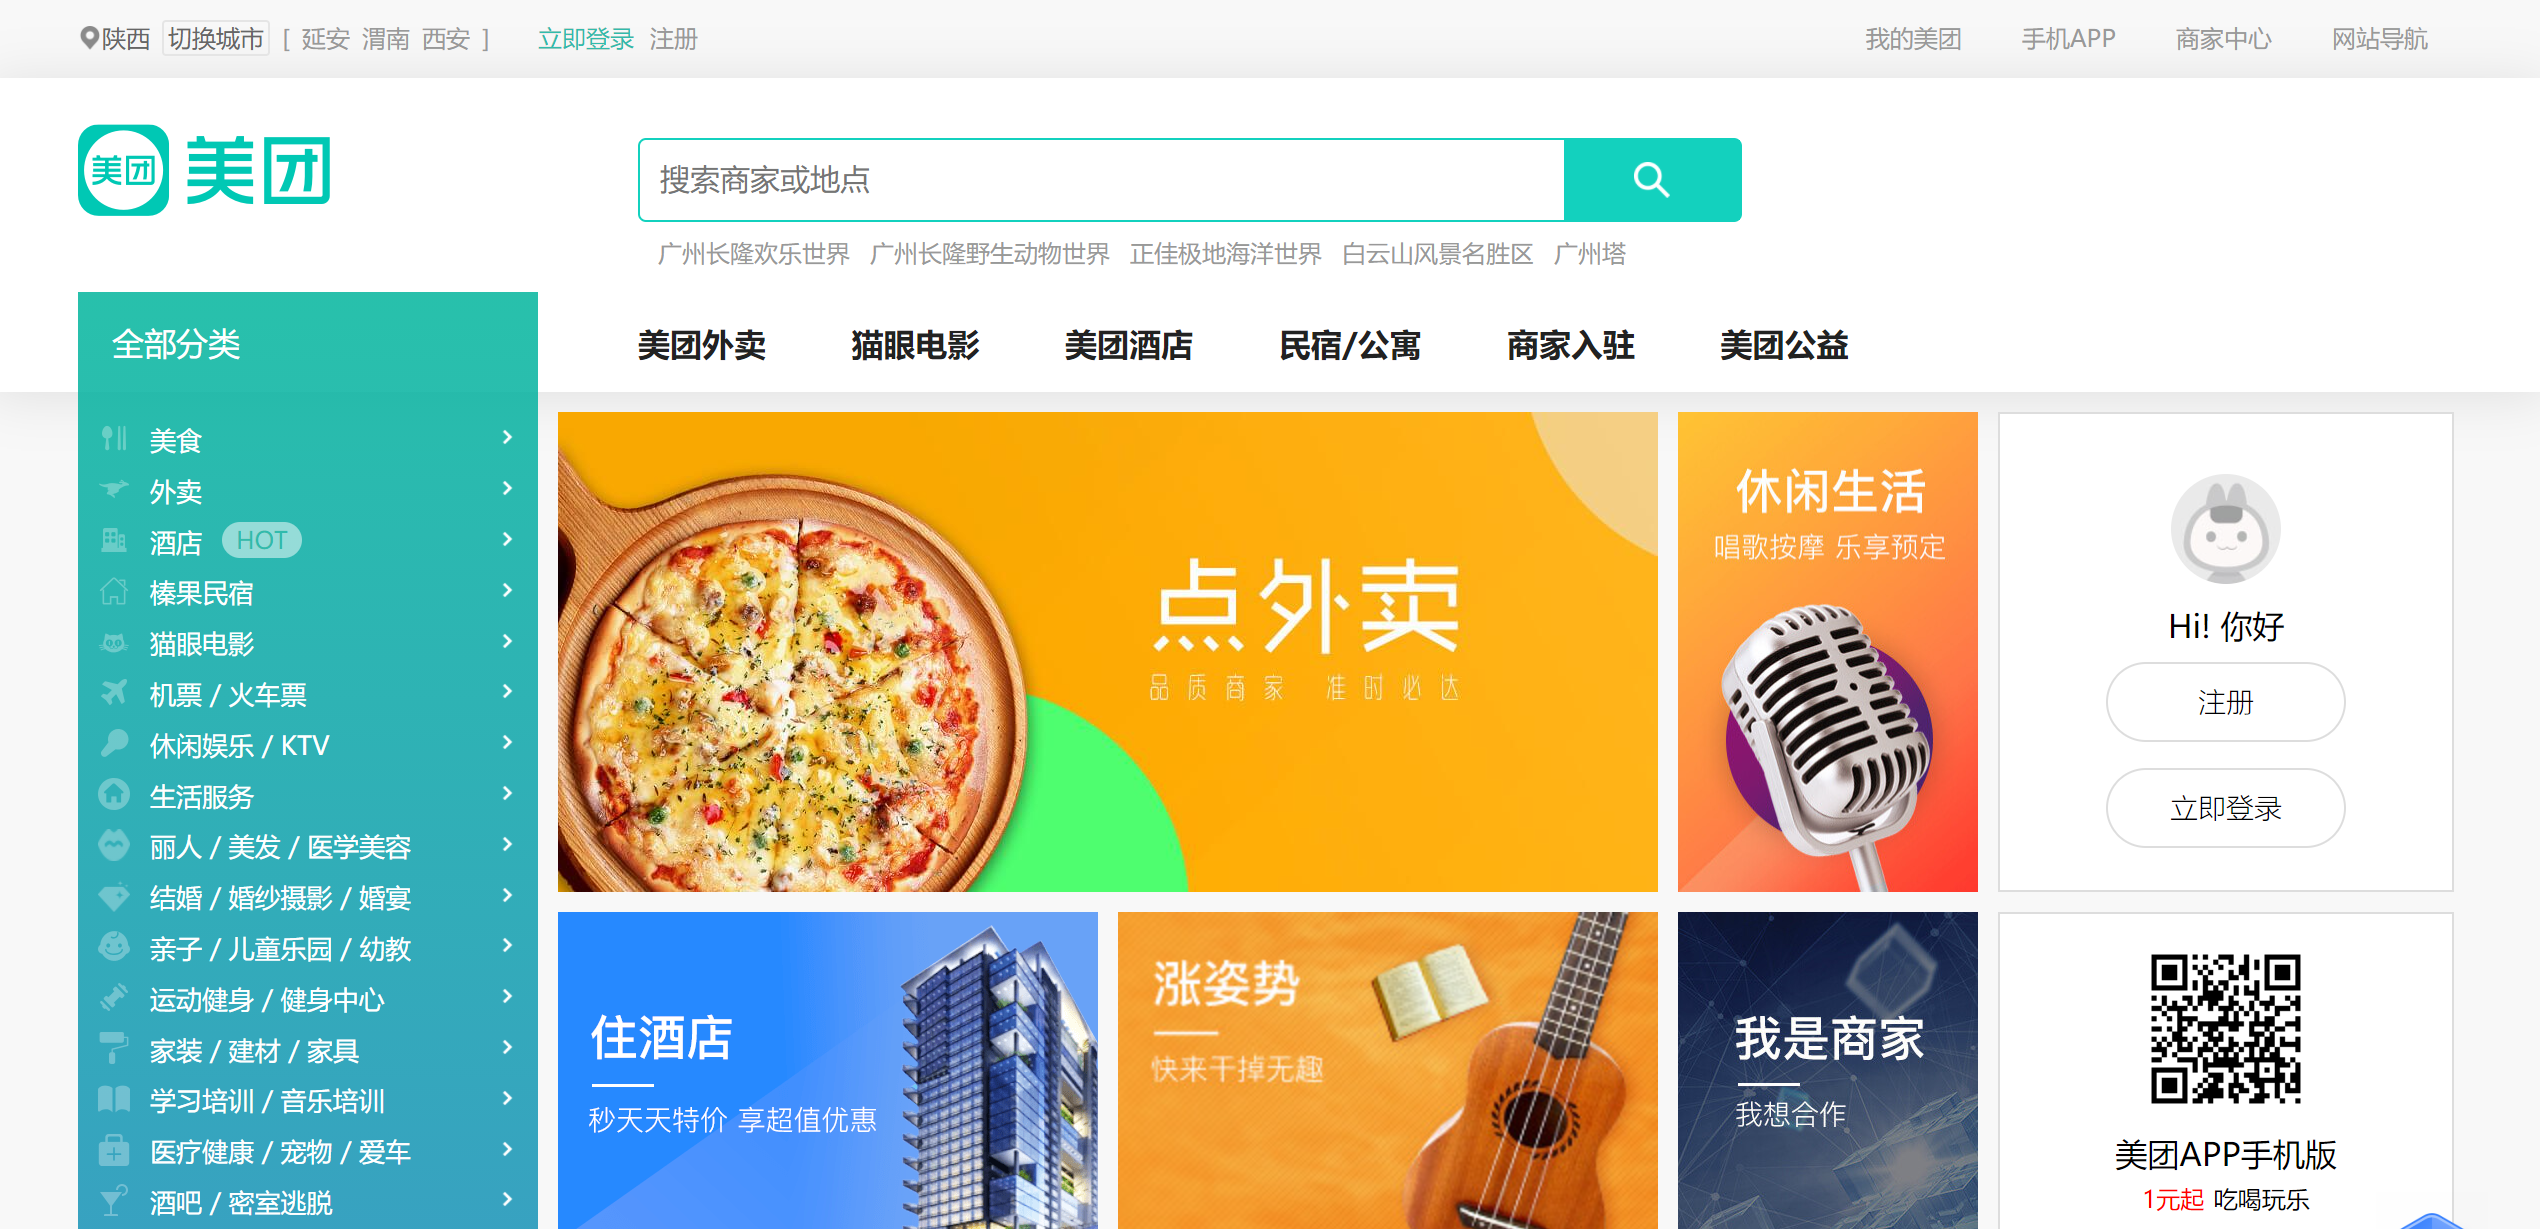 陕西 切换城市 [ 延安 渭南 西安 ] 立即登录 注册 我的美团 手机APP 商家中心 网站导航
美团 美团
搜索商家或地点
广州长隆欢乐世界 广州长隆野生动物世界 正佳极地海洋世界 白云山风景名胜区 广州塔
全部分类 美团外卖 猫眼电影 美团酒店 民宿/公寓 商家入驻 美团公益
美食
外卖
酒店 HOT
榛果民宿
猫眼电影
机票 / 火车票
休闲娱乐 / KTV
生活服务
丽人 / 美发 / 医学美容
结婚 / 婚纱摄影 / 婚宴
亲子 / 儿童乐园 / 幼教
运动健身 / 健身中心
家装 / 建材 / 家具
学习培训 / 音乐培训
医疗健康 / 宠物 / 爱车
酒吧 / 密室逃脱
点外卖
品质商家 准时必达
休闲生活
唱歌按摩 乐享预定
Hi! 你好
注册
立即登录
住酒店
秒天天特价 享超值优惠
涨姿势
快来干掉无趣
我是商家
我想合作
美团APP手机版
1元起 吃喝玩乐